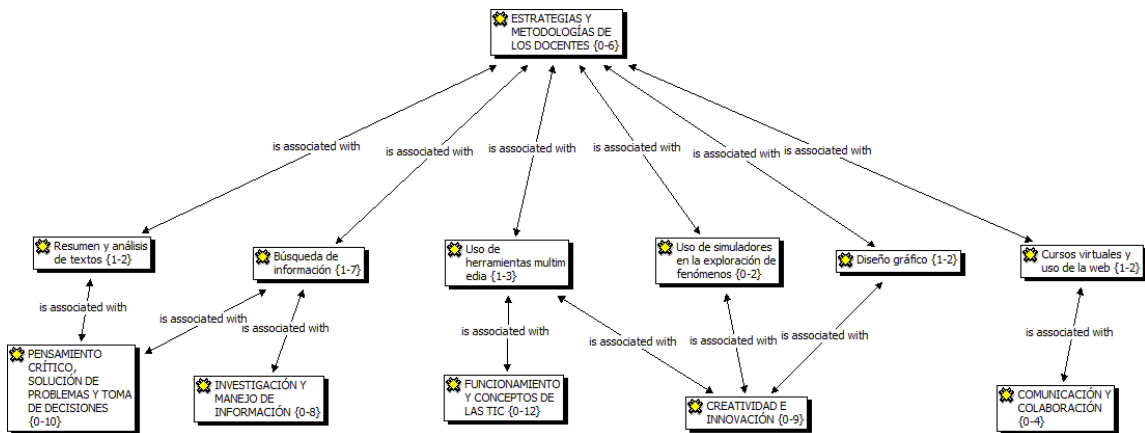 ESTRATEGIAS Y
METODOLOGÍAS DE
LOS DOCENTES {0-6}
is associated with
is associated with
is associated with
is associated with
is associated with
is associated with
Resumen y análisis
de textos {1-2}
Búsqueda de
información {1-7}
Uso de
herramientas multim
edia {1-3}
Uso de simuladores
en la exploración de
fenómenos {0-2}
Diseño gráfico {1-2}
Cursos virtuales y
uso de la web {1-2}
is associated with
is associated with
is associated with
is associated with
is associated with
is associated with
is associated with
is associated with
PENSAMIENTO
CRÍTICO,
SOLUCIÓN DE
PROBLEMAS Y TOMA
DE DECISIONES
{0-10}
INVESTIGACIÓN Y
MANEJO DE
INFORMACIÓN {0-8}
FUNCIONAMIENTO
Y CONCEPTOS DE
LAS TIC {0-12}
CREATIVIDAD E
INNOVACIÓN {0-9}
COMUNICACIÓN Y
COLABORACIÓN
{0-4}